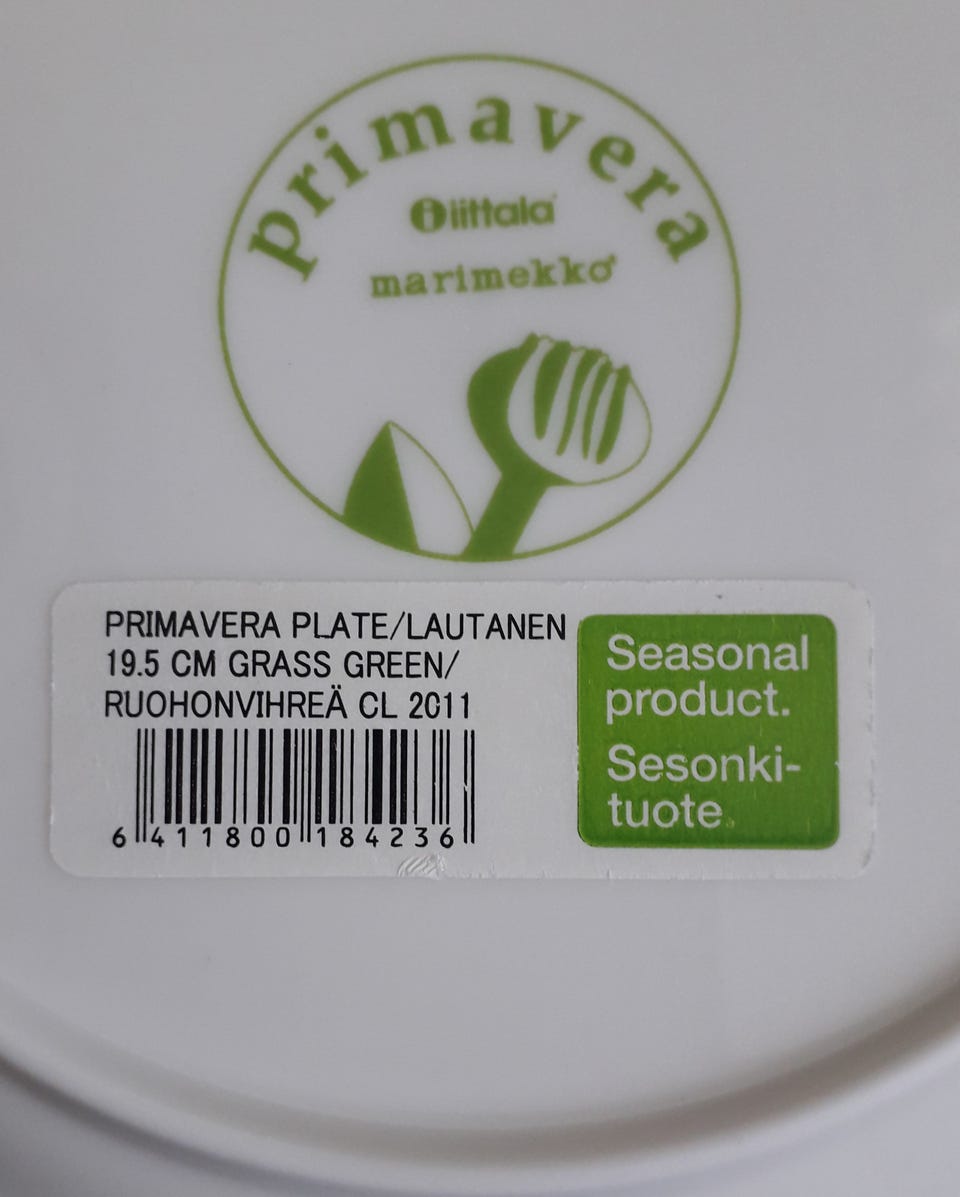 primavera
iittala
marimekko®
PRIMAVERA PLATE/LAUTANEN
19.5 CM GRASS GREEN/
RUOHONVIHREÄ CL 2011
6 411800 184236
Seasonal
product.
Sesonki-
tuote.